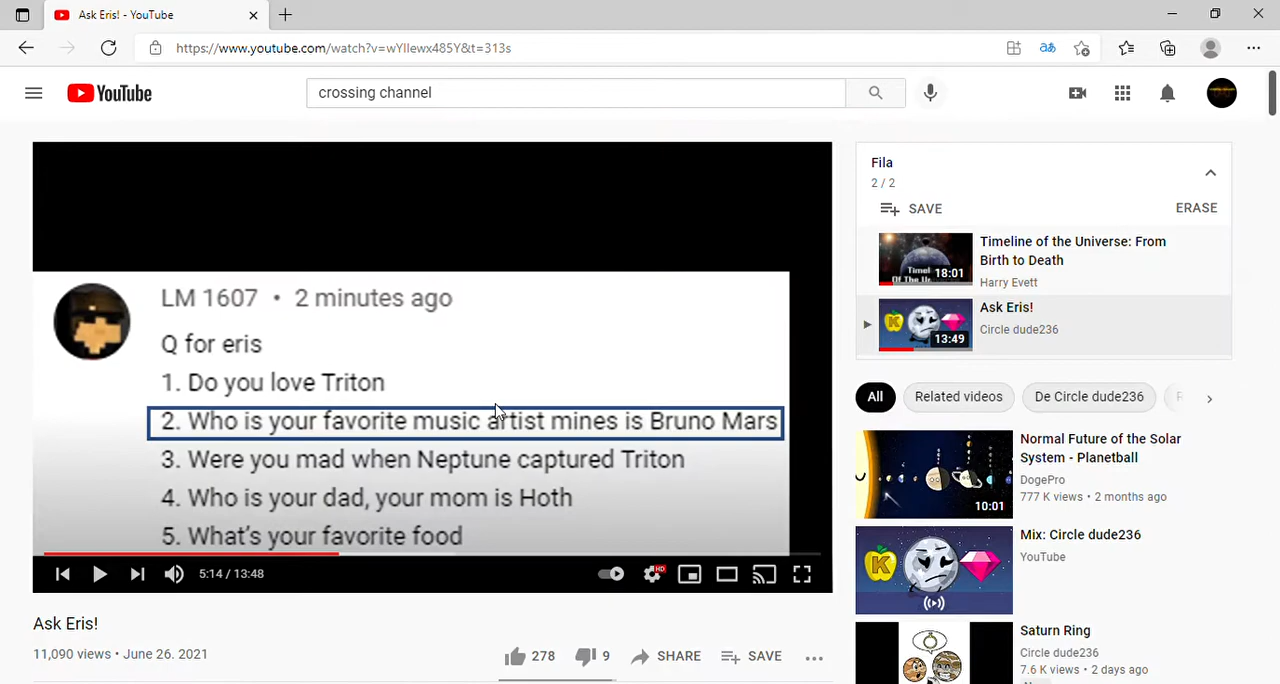 Ask Eris! - YouTube
https://www.youtube.com/watch?v=wYIlewx485Y&t=313s
YouTube
crossing channel
LM 1607 • 2 minutes ago
Q for eris
1. Do you love Triton
2. Who is your favorite music artist mines is Bruno Mars
3. Were you mad when Neptune captured Triton
4. Who is your dad, your mom is Hoth
5. What's your favorite food
5:14 / 13:48
HD
Ask Eris!
11,090 views • June 26. 2021
278
9
SHARE
SAVE
Fila
2 / 2
SAVE
ERASE
18:01
Timeline of the Universe: From
Birth to Death
Harry Evett
K
13:49
Ask Eris!
Circle dude236
All
Related videos
De Circle dude236
10:01
Normal Future of the Solar
System - Planetball
DogePro
777 K views • 2 months ago
K
Mix: Circle dude236
YouTube
Saturn Ring
Circle dude236
7.6 K views • 2 days ago